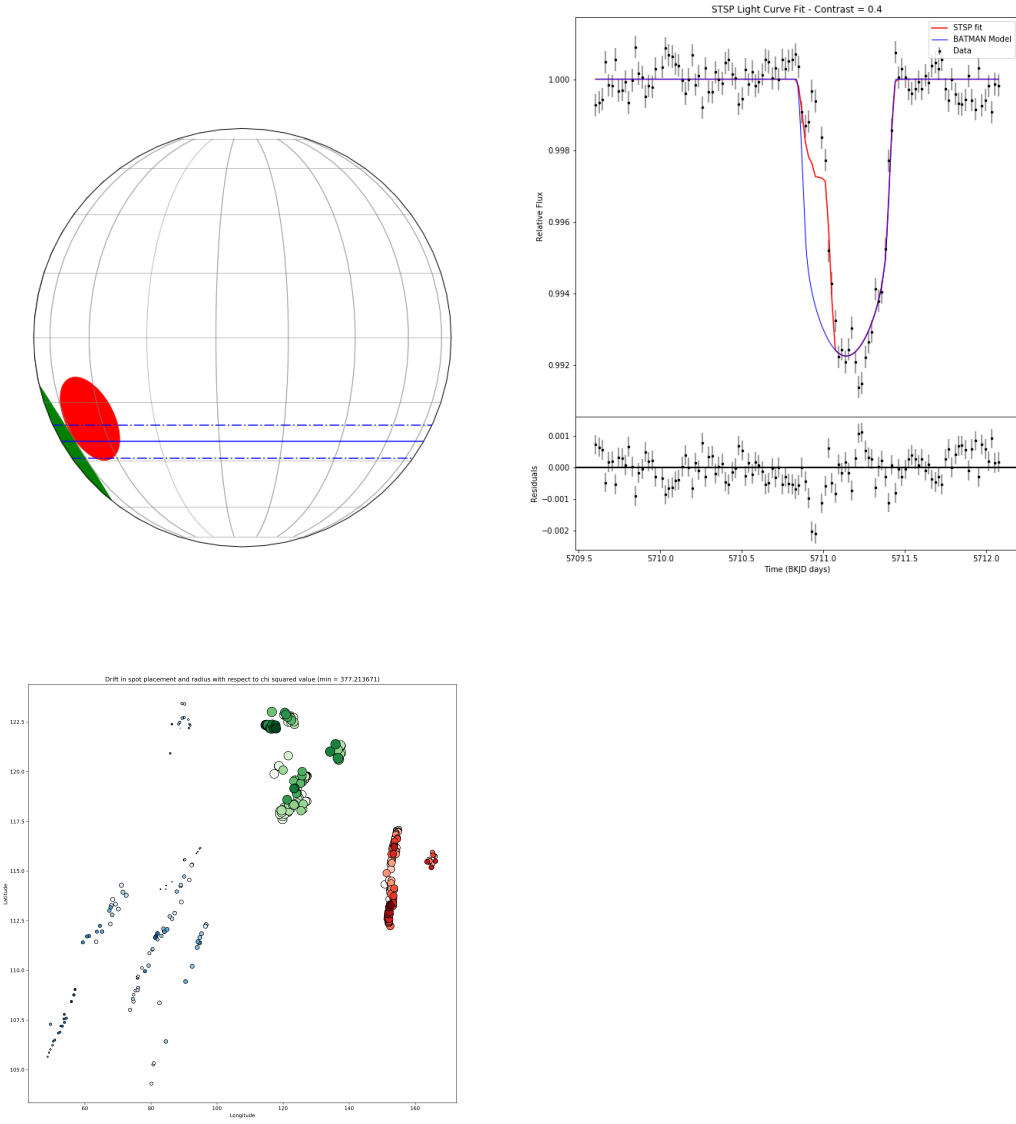 STSP Light Curve Fit - Contrast = 0.4
STSP fit
BATMAN Model
Data
1.000
0.998
0.996
0.994
0.992
Relative Flux
0.001
0.000
−0.001
−0.002
Residuals
5709.5 5710.0 5710.5 5711.0 5711.5 5712.0
Time (BKJD days)
Drift in spot placement and radius with respect to chi squared value (min = 377.213671)
122.5
120.0
117.5
115.0
112.5
110.0
107.5
105.0
Latitude
60 80 100 120 140 160
Longitude